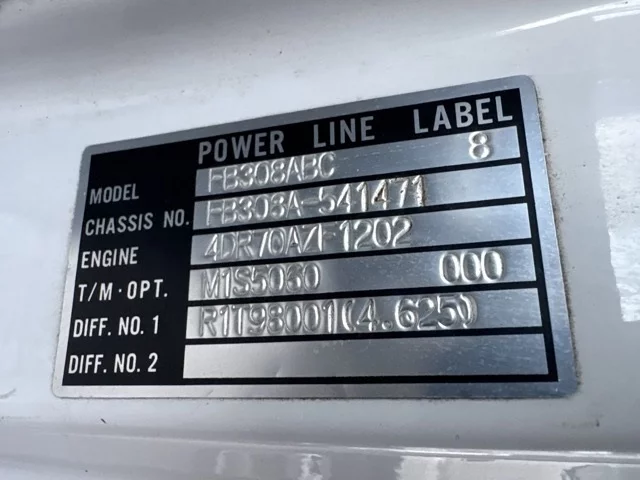 POWER LINE LABEL
MODEL FB308ABC 8
CHASSIS NO. FB308A-541471
ENGINE 4DR70A7F1202
T/M·OPT. M1S5060 000
DIFF. NO. 1 R1T98001(4.625)
DIFF. NO. 2